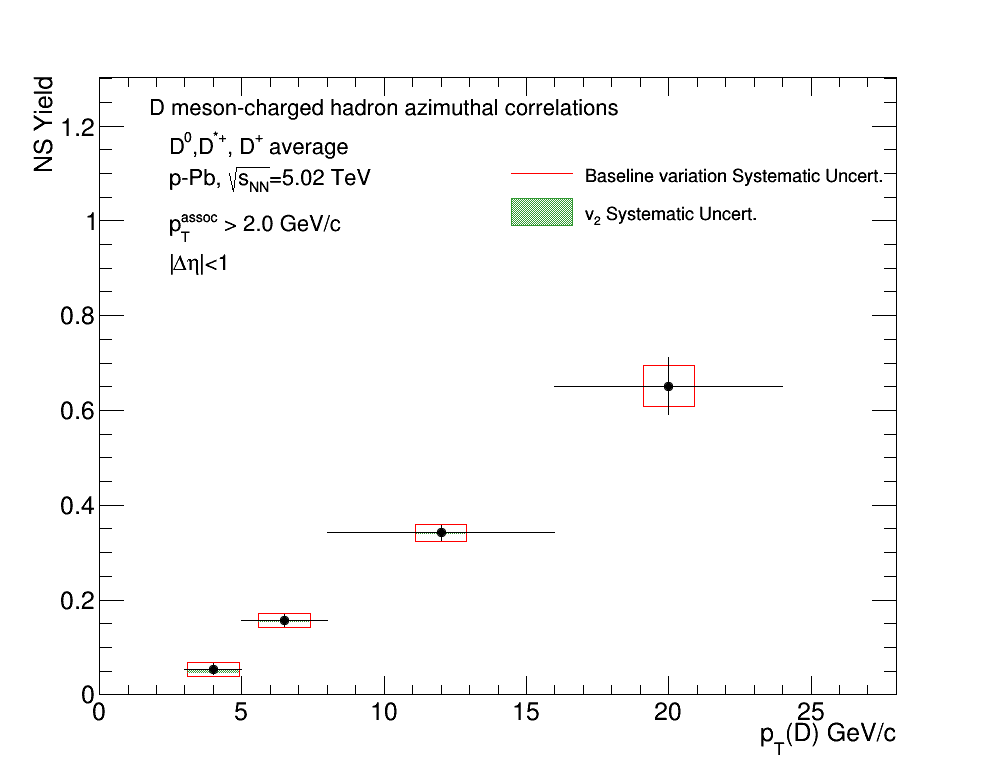 NS Yield
D meson-charged hadron azimuthal correlations
D⁰,D*⁺, D⁺ average
p-Pb, √sNN=5.02 TeV
pTassoc > 2.0 GeV/c
|Δη|<1
Baseline variation Systematic Uncert.
v₂ Systematic Uncert.
1.2
1
0.8
0.6
0.4
0.2
0
0 5 10 15 20 25
pT(D) GeV/c